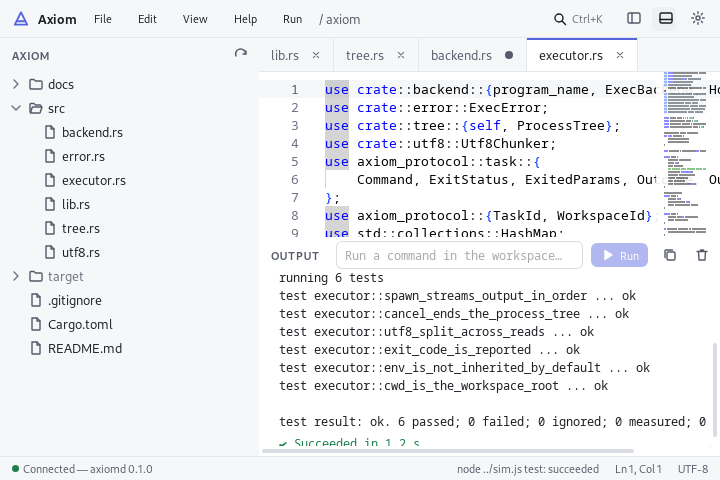 Axiom File Edit View Help Run / axiom Ctrl+K
AXIOM
docs
src
backend.rs
error.rs
executor.rs
lib.rs
tree.rs
utf8.rs
target
.gitignore
Cargo.toml
README.md
lib.rs × tree.rs × backend.rs ● executor.rs ×
1 use crate::backend::{program_name, ExecBac
2 use crate::error::ExecError;
3 use crate::tree::{self, ProcessTree};
4 use crate::utf8::Utf8Chunker;
5 use axiom_protocol::task::{
6 Command, ExitStatus, ExitedParams, Out
7 };
8 use axiom_protocol::{TaskId, WorkspaceId}
9 use std::collections::HashMap;
OUTPUT Run a command in the workspace… Run
running 6 tests
test executor::spawn_streams_output_in_order ... ok
test executor::cancel_ends_the_process_tree ... ok
test executor::utf8_split_across_reads ... ok
test executor::exit_code_is_reported ... ok
test executor::env_is_not_inherited_by_default ... ok
test executor::cwd_is_the_workspace_root ... ok
test result: ok. 6 passed; 0 failed; 0 ignored; 0 measured; 0
✔ Succeeded in 1.2 s
Connected — axiomd 0.1.0 node ../sim.js test: succeeded Ln 1, Col 1 UTF-8